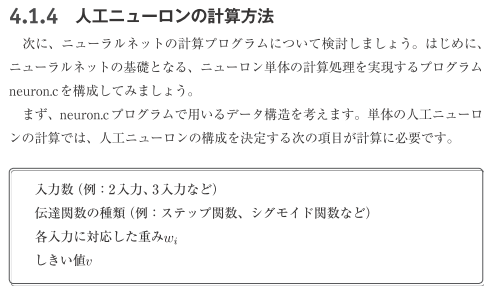 4.1.4 人工ニューロンの計算方法
次に、ニューラルネットの計算プログラムについて検討しましょう。はじめに、
ニューラルネットの基礎となる、ニューロン単体の計算処理を実現するプログラム
neuron.cを構成してみましょう。
まず、neuron.cプログラムで用いるデータ構造を考えます。単体の人工ニューロ
ンの計算では、人工ニューロンの構成を決定する次の項目が計算に必要です。
入力数（例：2入力、3入力など）
伝達関数の種類（例：ステップ関数、シグモイド関数など）
各入力に対応した重みwi
しきい値v